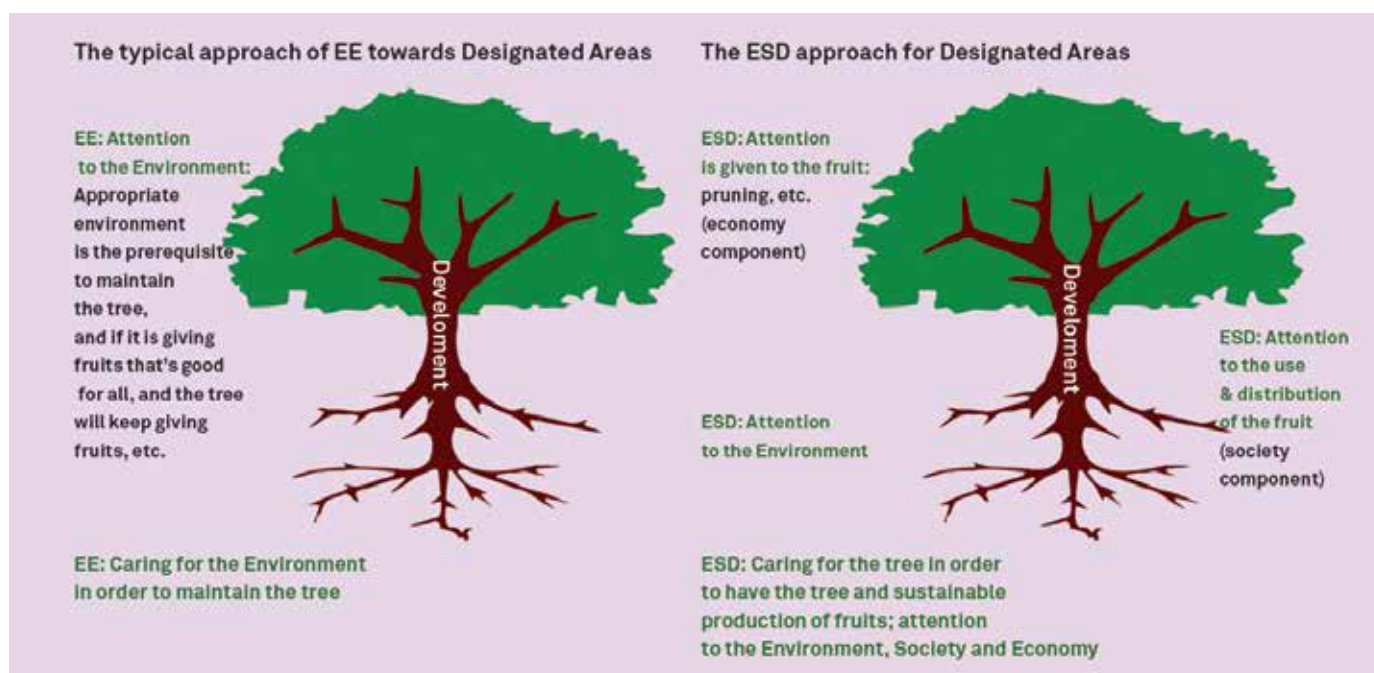 The typical approach of EE towards Designated Areas
EE: Attention
to the Environment:
Appropriate
environment
is the prerequisite
to maintain
the tree,
and if it is giving
fruits that's good
for all, and the tree
will keep giving
fruits, etc.
Develoment
EE: Caring for the Environment
in order to maintain the tree
The ESD approach for Designated Areas
ESD: Attention
is given to the fruit:
pruning, etc.
(economy
component)
Develoment
ESD: Attention
to the use
& distribution
of the fruit
(society
component)
ESD: Attention
to the Environment
ESD: Caring for the tree in order
to have the tree and sustainable
production of fruits; attention
to the Environment, Society and Economy